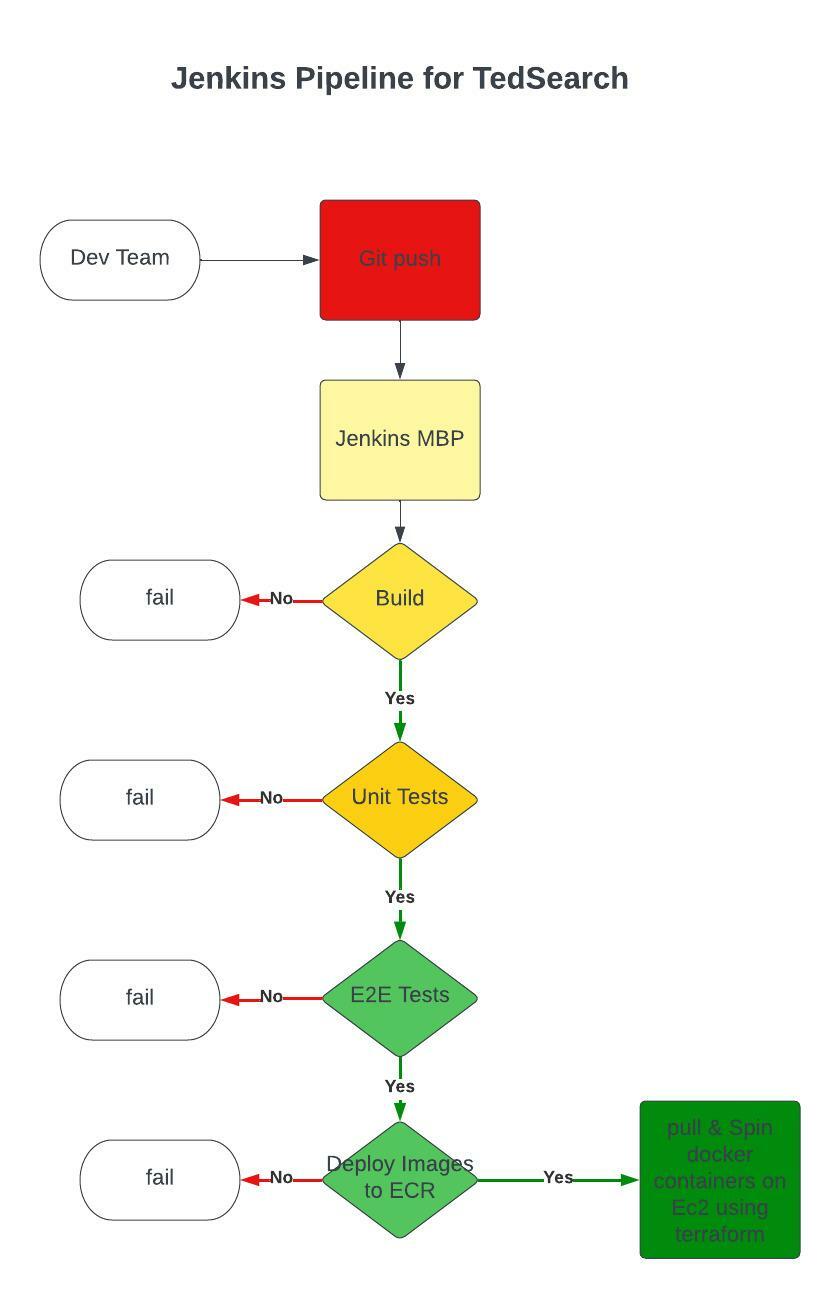 Jenkins Pipeline for TedSearch
Dev Team
Git push
Jenkins MBP
Build
No
fail
Yes
Unit Tests
No
fail
Yes
E2E Tests
No
fail
Yes
Deploy Images
to ECR
No
fail
Yes
pull & Spin
docker
containers on
Ec2 using
terraform